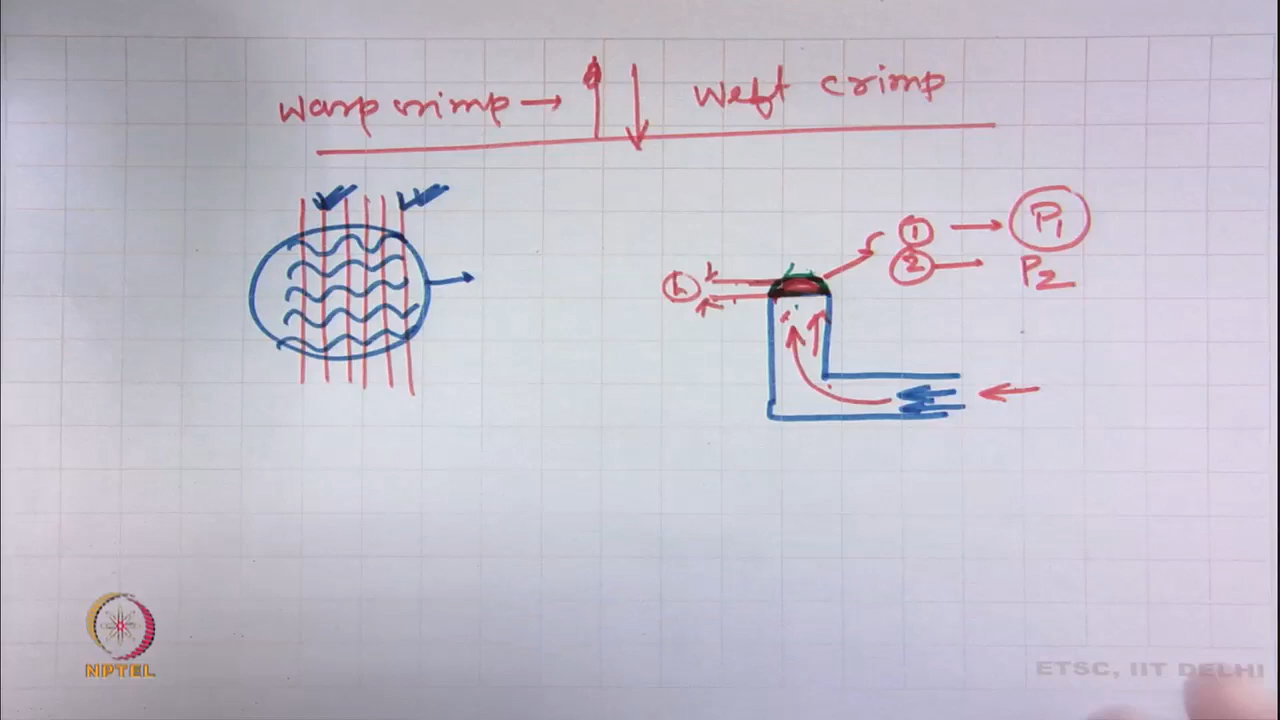 Warp crimp → ↑ ↓ Weft crimp
1 → P1
2 → P2
h
NPTEL
ETSC, IIT DELHI